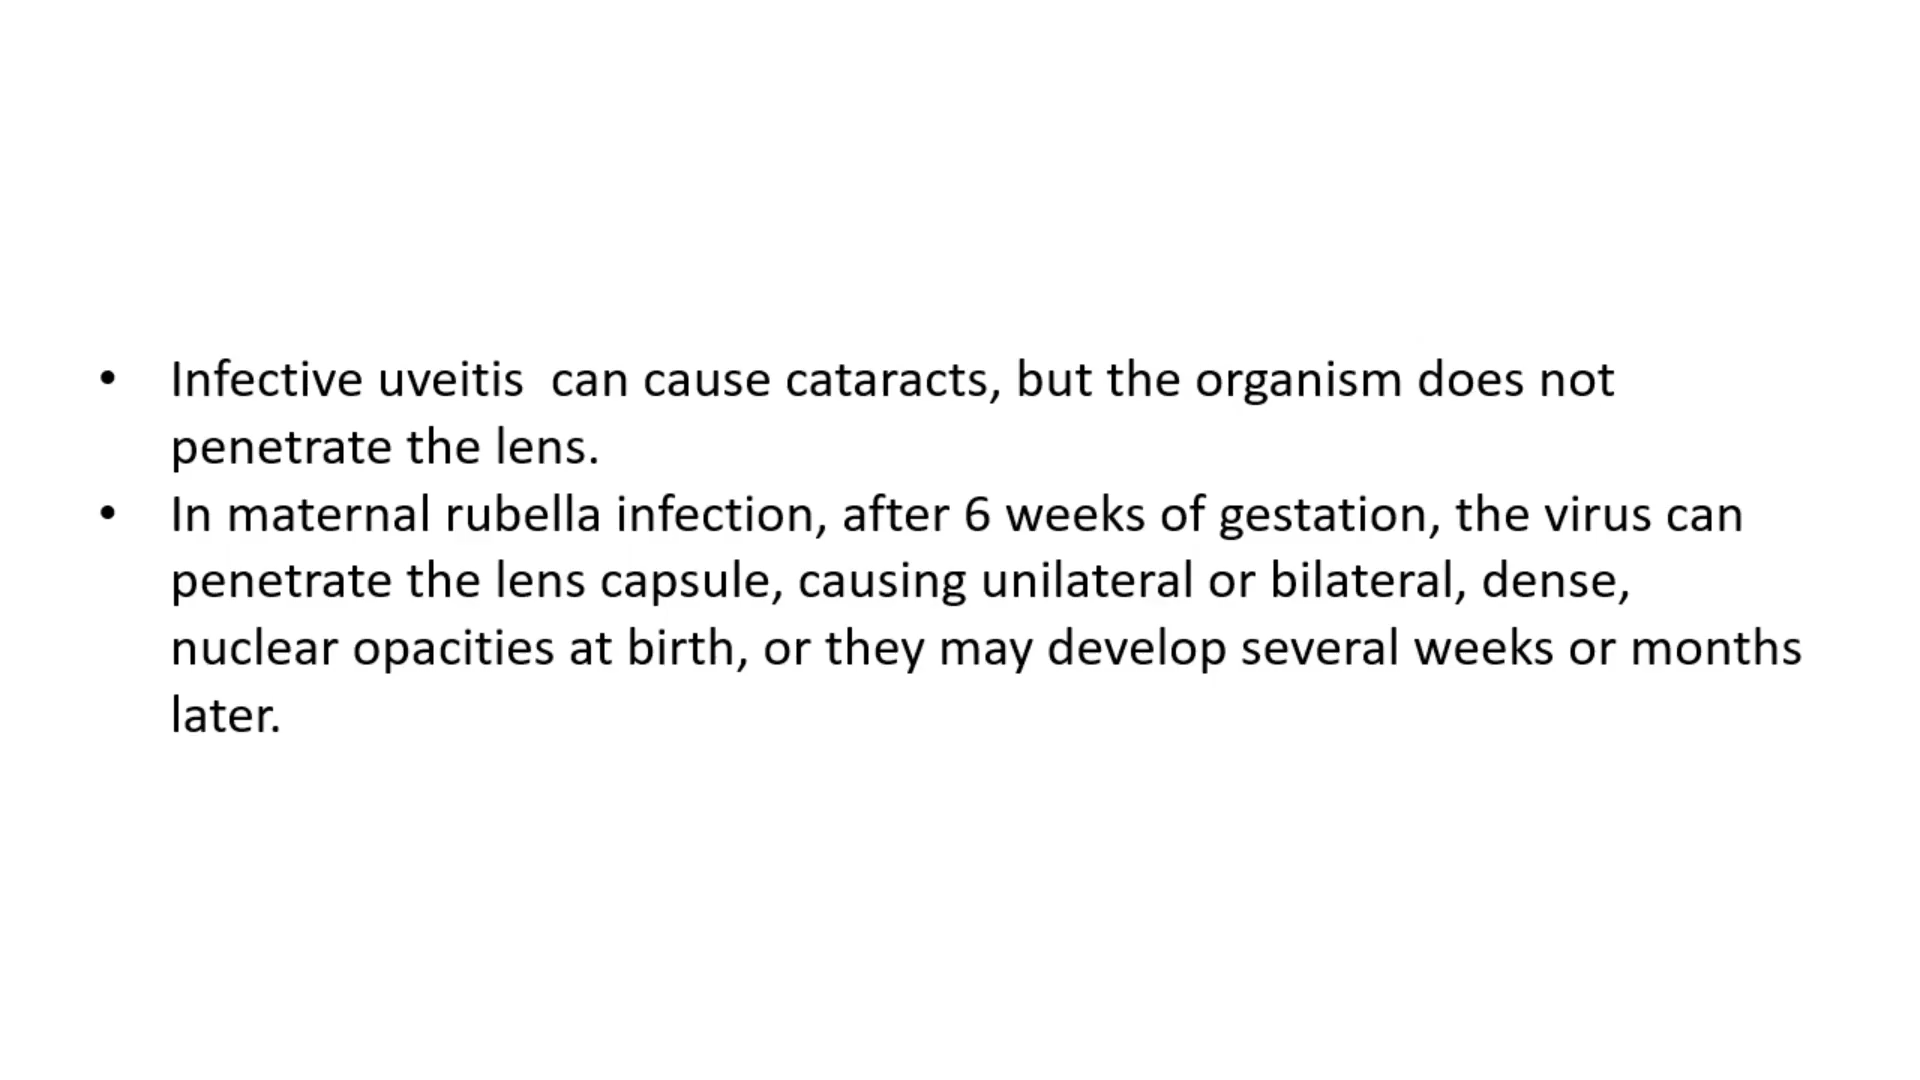 • Infective uveitis  can cause cataracts, but the organism does not
penetrate the lens.
• In maternal rubella infection, after 6 weeks of gestation, the virus can
penetrate the lens capsule, causing unilateral or bilateral, dense,
nuclear opacities at birth, or they may develop several weeks or months
later.